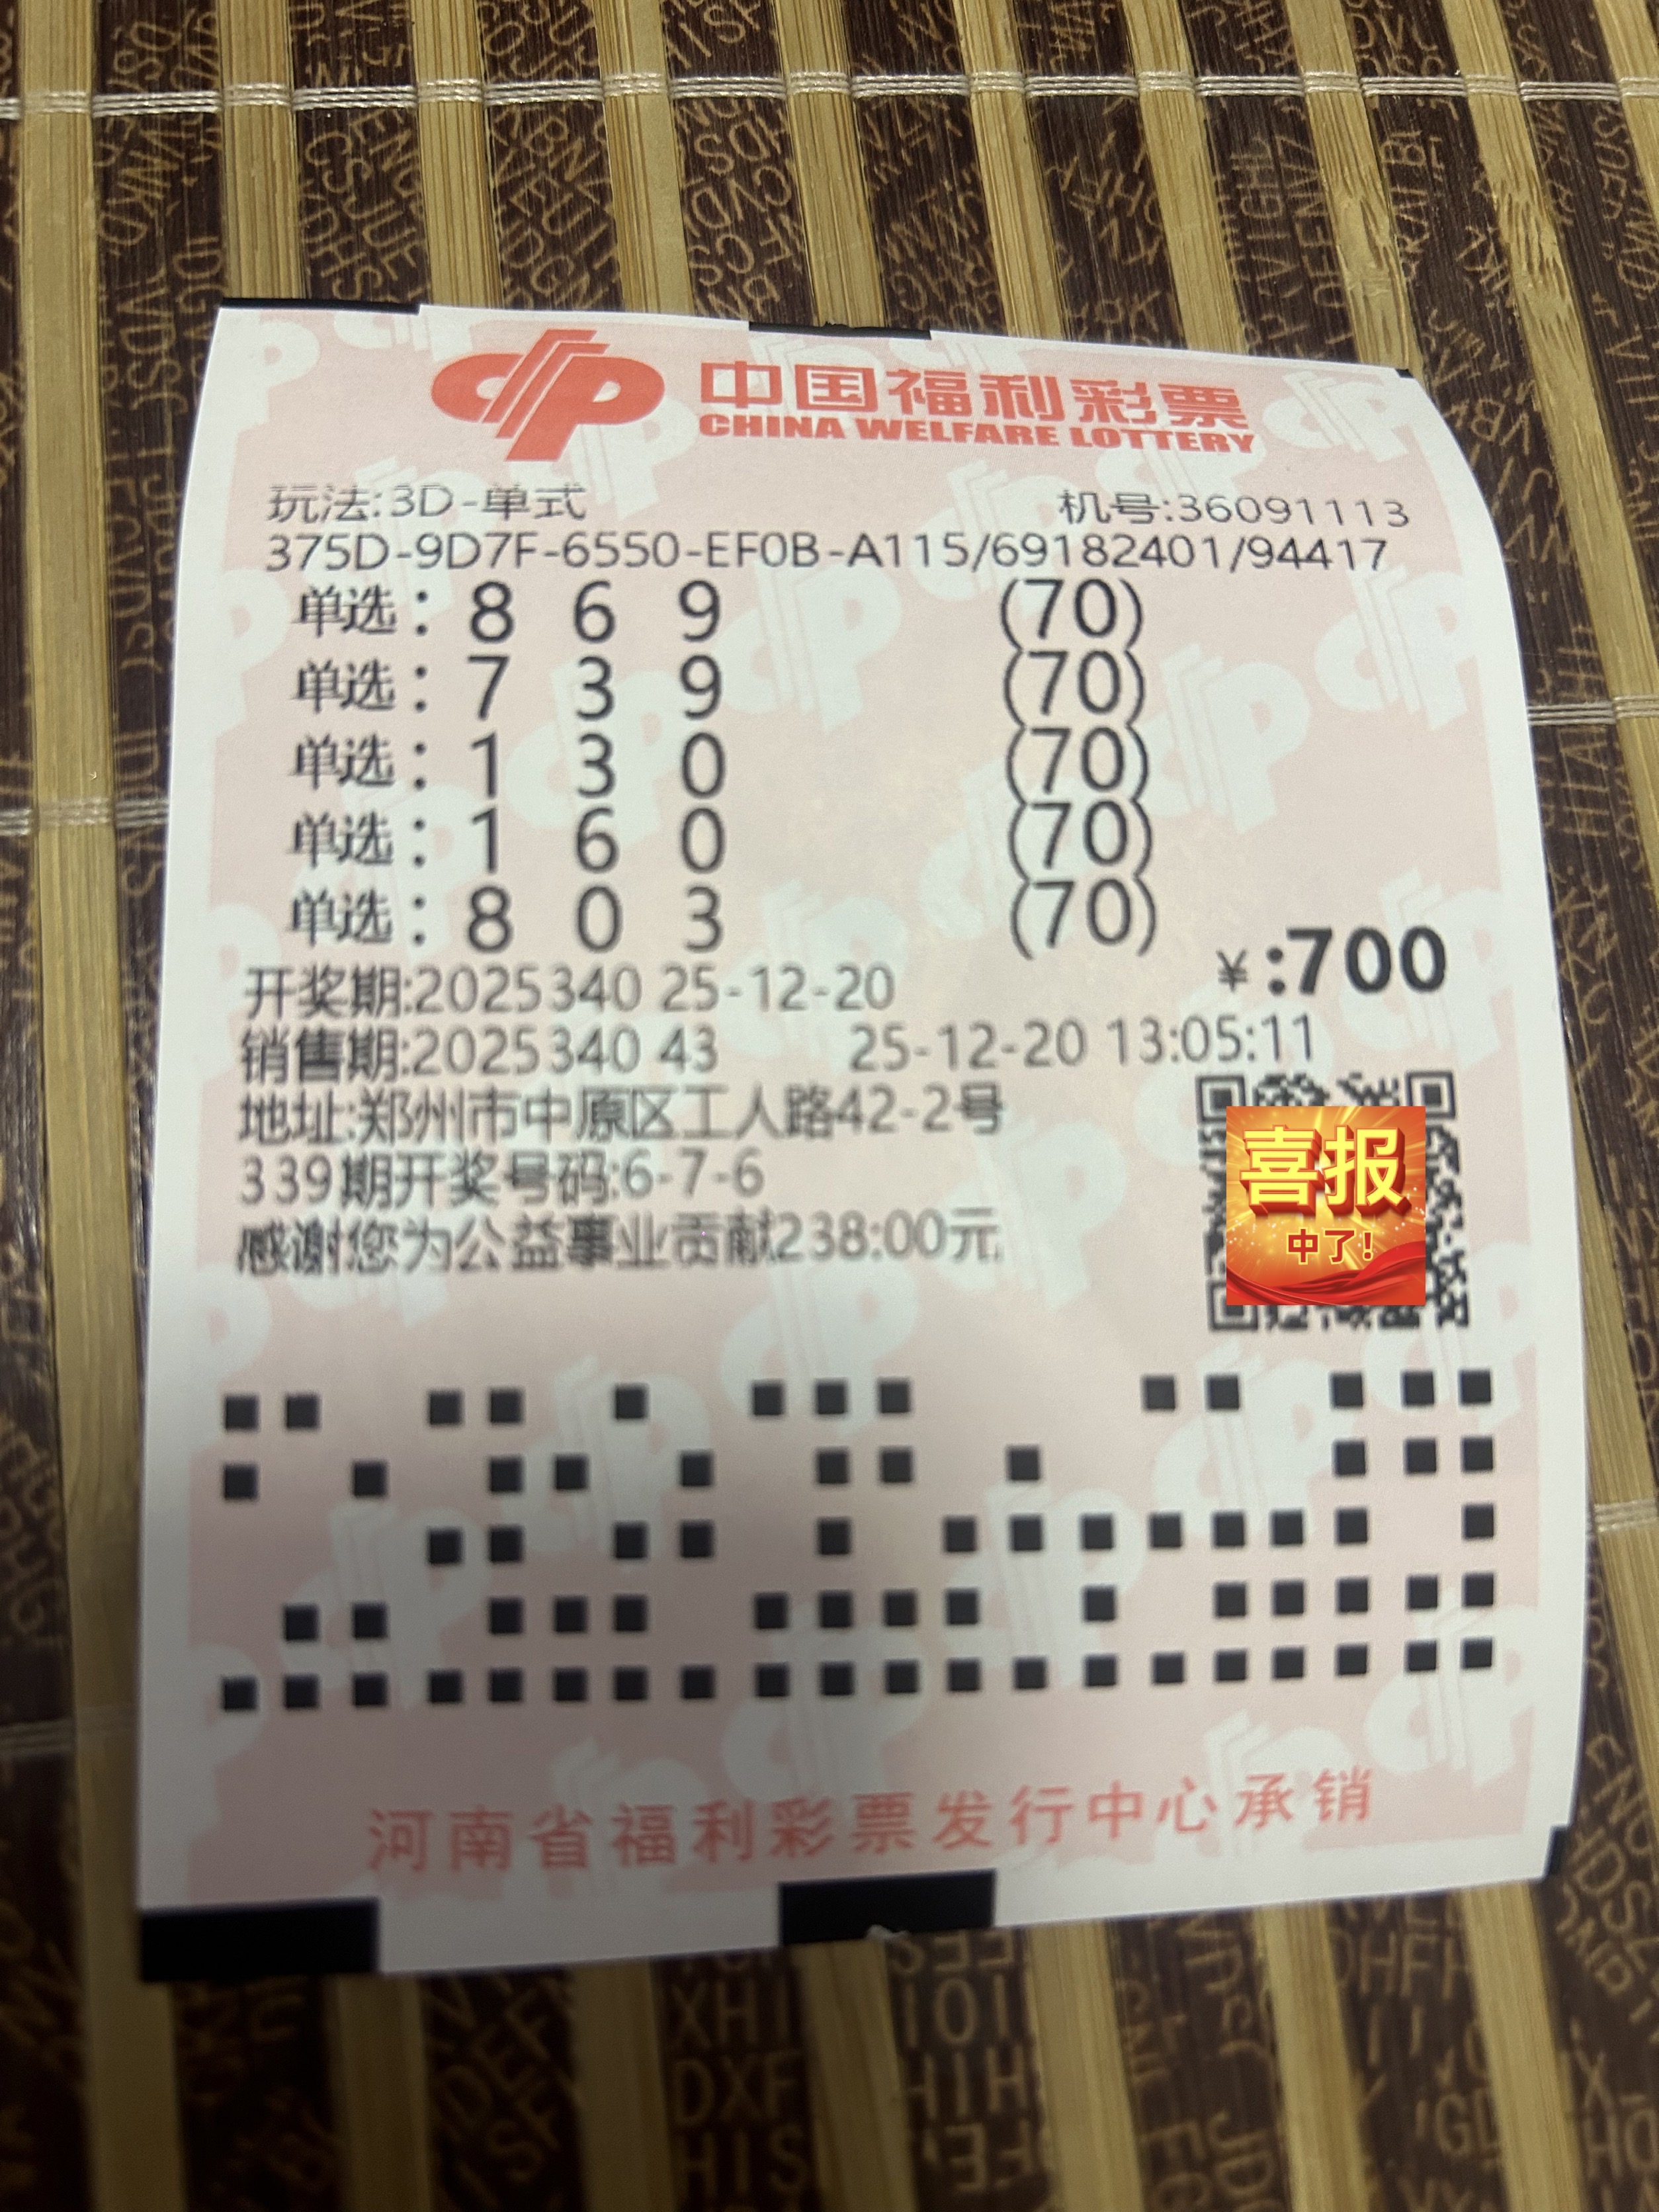 中国福利彩票
CHINA WELFARE LOTTERY
玩法:3D-单式 机号:36091113
375D-9D7F-6550-EF0B-A115/69182401/94417
单选: 8 6 9 (70)
单选: 7 3 9 (70)
单选: 1 3 0 (70)
单选: 1 6 0 (70)
单选: 8 0 3 (70)
¥:700
开奖期:2025340 25-12-20
销售期:2025340 43 25-12-20 13:05:11
地址:郑州市中原区工人路42-2号
339期开奖号码:6-7-6
感谢您为公益事业贡献238:00元
喜报
中了!
河南省福利彩票发行中心承销